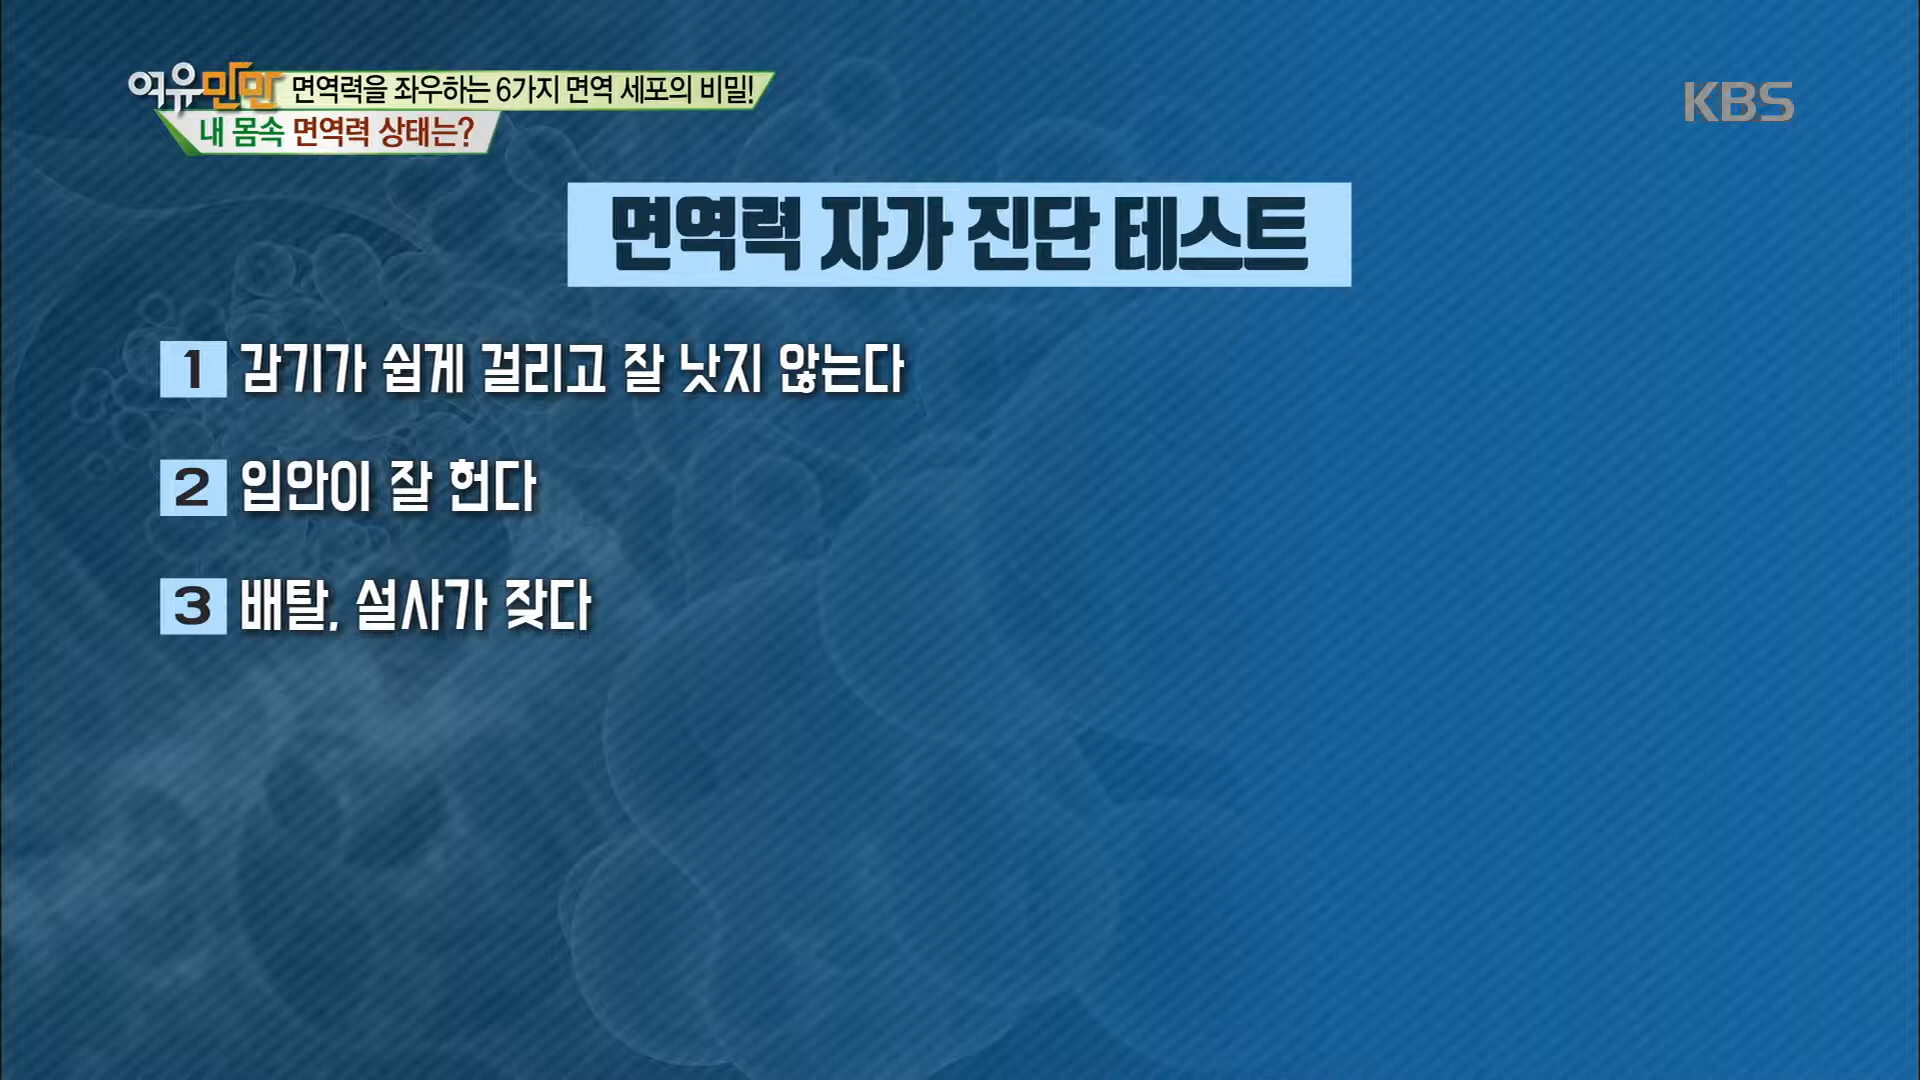 여유만만 면역력을 좌우하는 6가지 면역 세포의 비밀!
내 몸속 면역력 상태는?
KBS
면역력 자가 진단 테스트
1 감기가 쉽게 걸리고 잘 낫지 않는다
2 입안이 잘 헌다
3 배탈, 설사가 잦다